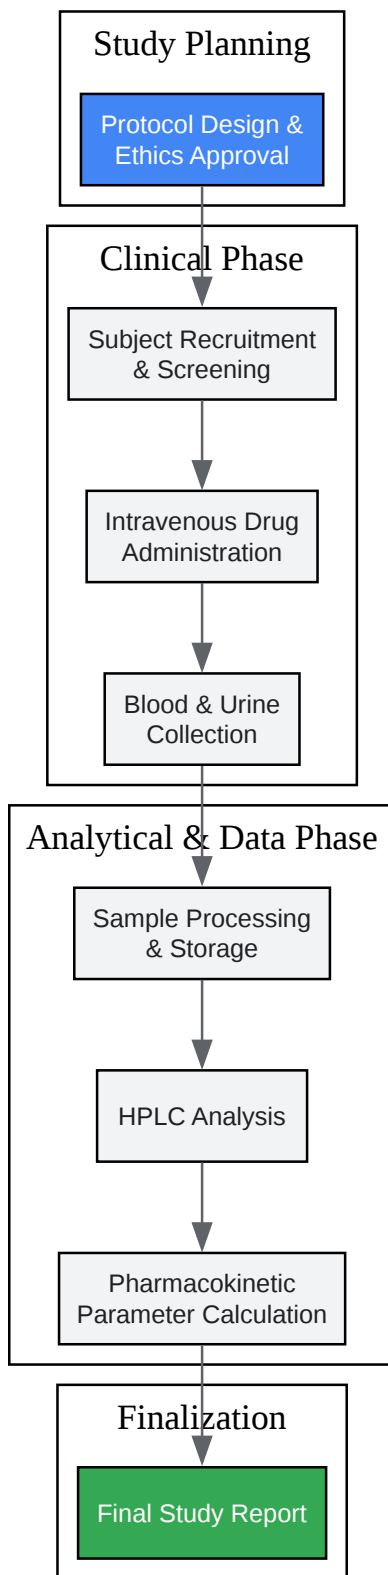 Study Planning
Protocol Design &
Ethics Approval
Clinical Phase
Subject Recruitment
& Screening
Intravenous Drug
Administration
Blood & Urine
Collection
Analytical & Data Phase
Sample Processing
& Storage
HPLC Analysis
Pharmacokinetic
Parameter Calculation
Finalization
Final Study Report